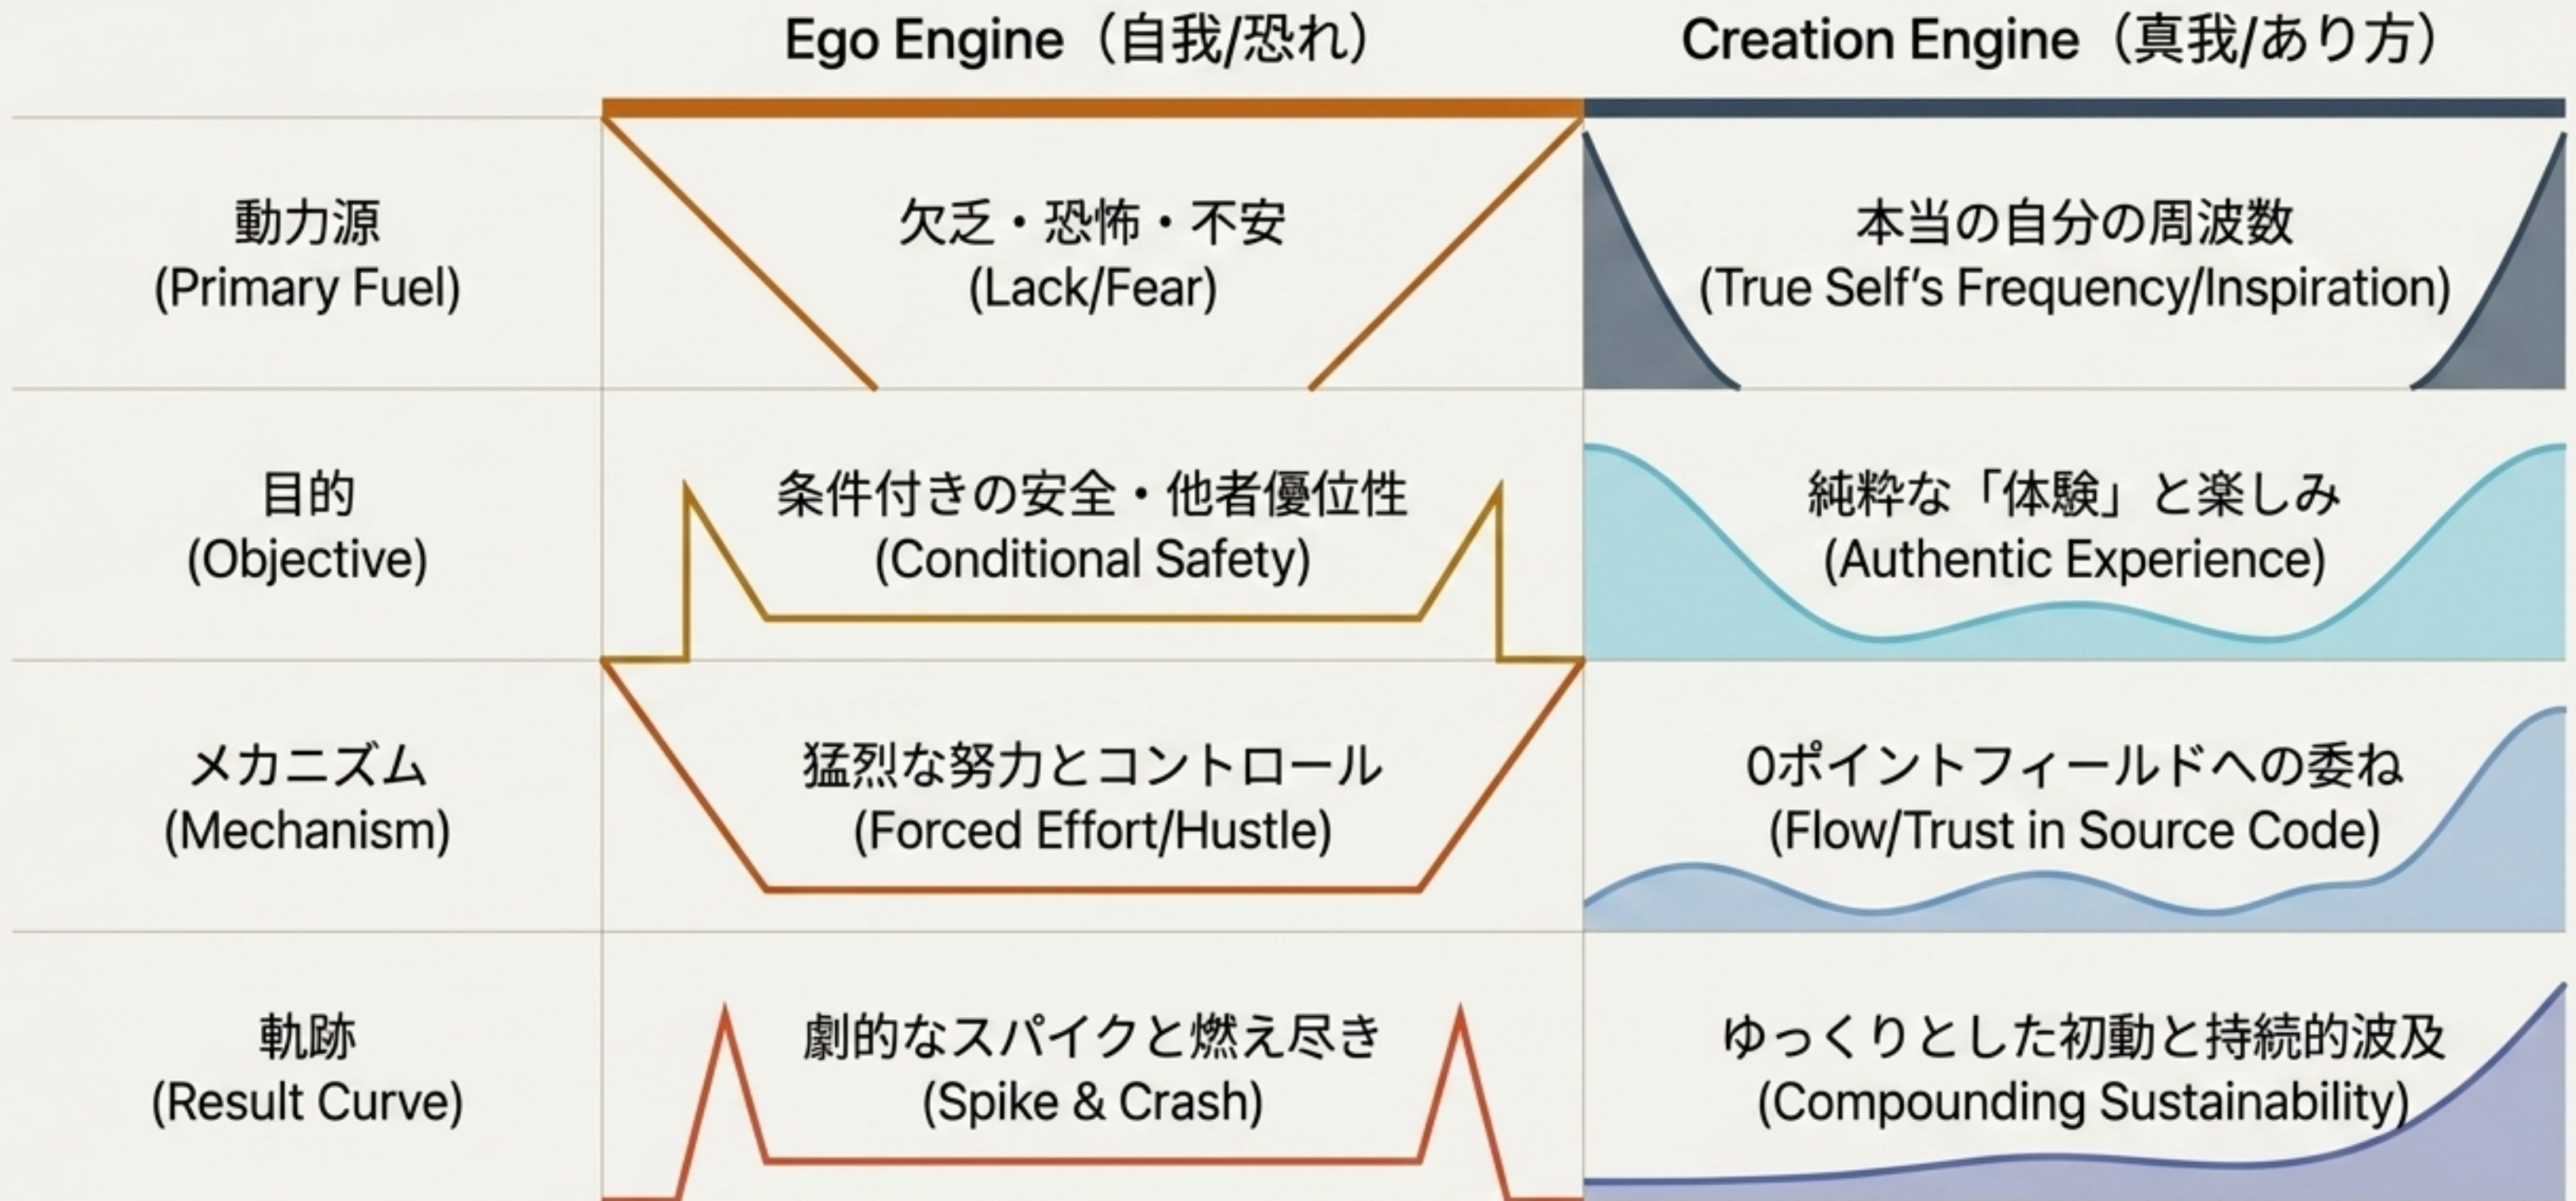 Ego Engine（自我/恐れ）
Creation Engine（真我/あり方）
動力源
(Primary Fuel)
欠乏・恐怖・不安
(Lack/Fear)
本当の自分の周波数
(True Self's Frequency/Inspiration)
目的
(Objective)
条件付きの安全・他者優位性
(Conditional Safety)
純粋な「体験」と楽しみ
(Authentic Experience)
メカニズム
(Mechanism)
猛烈な努力とコントロール
(Forced Effort/Hustle)
0ポイントフィールドへの委ね
(Flow/Trust in Source Code)
軌跡
(Result Curve)
劇的なスパイクと燃え尽き
(Spike & Crash)
ゆっくりとした初動と持続的波及
(Compounding Sustainability)